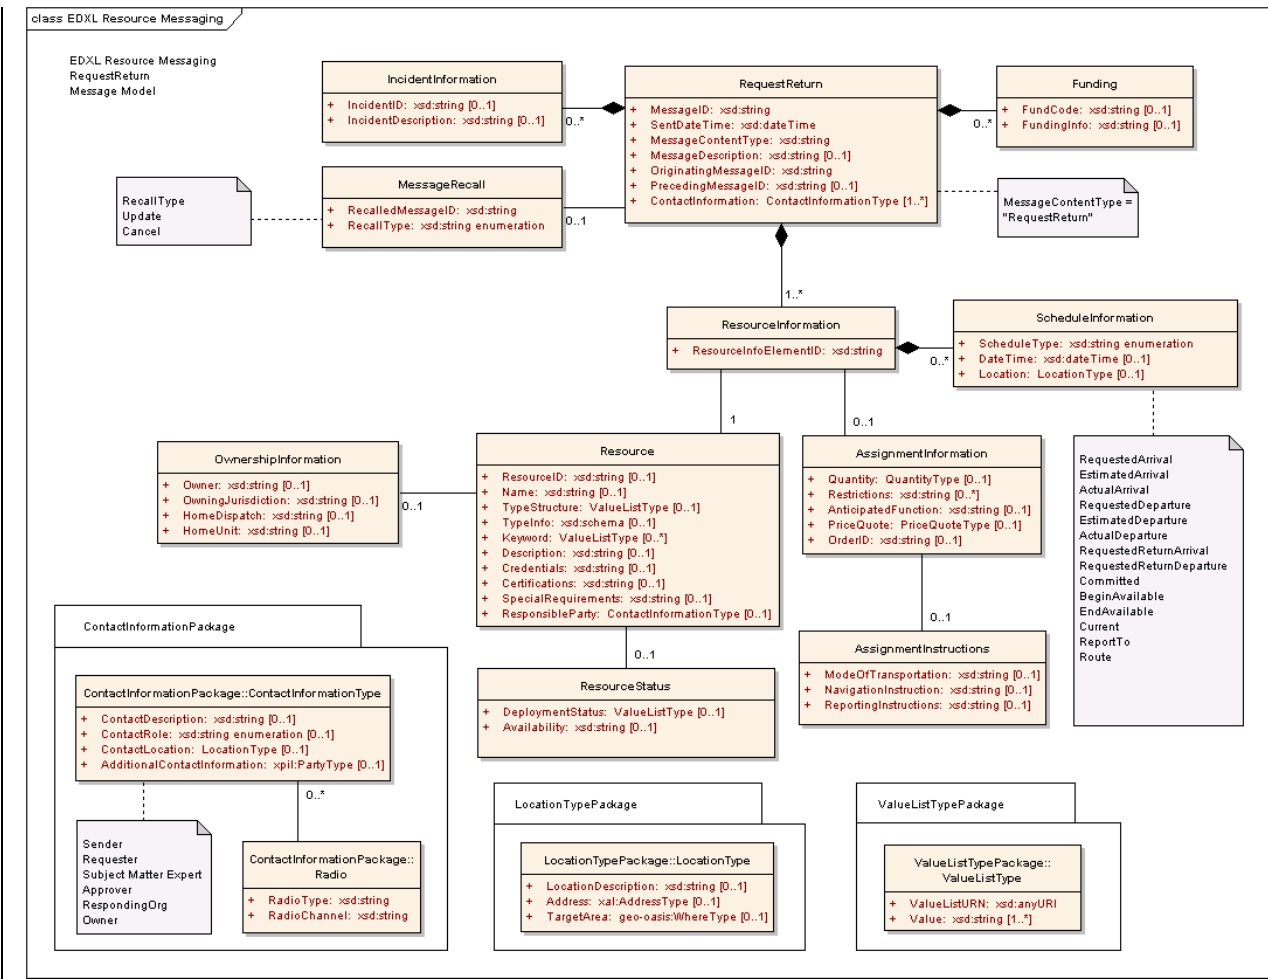 class EDXL Resource Messaging
EDXL Resource Messaging
RequestReturn
Message Model
IncidentInformation
+ IncidentID: xsd:string [0..1]
+ IncidentDescription: xsd:string [0..1]
0..*
RequestReturn
+ MessageID: xsd:string
+ SentDateTime: xsd:dateTime
+ MessageContentType: xsd:string
+ MessageDescription: xsd:string [0..1]
+ OriginatingMessageID: xsd:string
+ PrecedingMessageID: xsd:string [0..1]
+ ContactInformation: ContactInformationType [1..*]
Funding
+ FundCode: xsd:string [0..1]
+ FundingInfo: xsd:string [0..1]
0..*
RecallType
Update
Cancel
MessageRecall
+ RecalledMessageID: xsd:string
+ RecallType: xsd:string enumeration
0..1
MessageContentType =
"RequestReturn"
1..*
ResourceInformation
+ ResourceInfoElementID: xsd:string
0..*
ScheduleInformation
+ ScheduleType: xsd:string enumeration
+ DateTime: xsd:dateTime [0..1]
+ Location: LocationType [0..1]
1
0..1
OwnershipInformation
+ Owner: xsd:string [0..1]
+ OwningJurisdiction: xsd:string [0..1]
+ HomeDispatch: xsd:string [0..1]
+ HomeUnit: xsd:string [0..1]
0..1
Resource
+ ResourceID: xsd:string [0..1]
+ Name: xsd:string [0..1]
+ TypeStructure: ValueListType [0..1]
+ TypeInfo: xsd:schema [0..1]
+ Keyword: ValueListType [0..*]
+ Description: xsd:string [0..1]
+ Credentials: xsd:string [0..1]
+ Certifications: xsd:string [0..1]
+ SpecialRequirements: xsd:string [0..1]
+ ResponsibleParty: ContactInformationType [0..1]
AssignmentInformation
+ Quantity: QuantityType [0..1]
+ Restrictions: xsd:string [0..*]
+ AnticipatedFunction: xsd:string [0..1]
+ PriceQuote: PriceQuoteType [0..1]
+ OrderID: xsd:string [0..1]
RequestedArrival
EstimatedArrival
ActualArrival
RequestedDeparture
EstimatedDeparture
ActualDeparture
RequestedReturnArrival
RequestedReturnDeparture
Committed
BeginAvailable
EndAvailable
Current
ReportTo
Route
0..1
0..1
AssignmentInstructions
+ ModeOfTransportation: xsd:string [0..1]
+ NavigationInstruction: xsd:string [0..1]
+ ReportingInstructions: xsd:string [0..1]
ResourceStatus
+ DeploymentStatus: ValueListType [0..1]
+ Availability: xsd:string [0..1]
ContactInformationPackage
ContactInformationPackage::ContactInformationType
+ ContactDescription: xsd:string [0..1]
+ ContactRole: xsd:string enumeration [0..1]
+ ContactLocation: LocationType [0..1]
+ AdditionalContactInformation: xpil:PartyType [0..1]
0..*
Sender
Requester
Subject Matter Expert
Approver
RespondingOrg
Owner
ContactInformationPackage::
Radio
+ RadioType: xsd:string
+ RadioChannel: xsd:string
LocationTypePackage
LocationTypePackage::LocationType
+ LocationDescription: xsd:string [0..1]
+ Address: xal:AddressType [0..1]
+ TargetArea: geo-oasis:WhereType [0..1]
ValueListTypePackage
ValueListTypePackage::
ValueListType
+ ValueListURN: xsd:anyURI
+ Value: xsd:string [1..*]